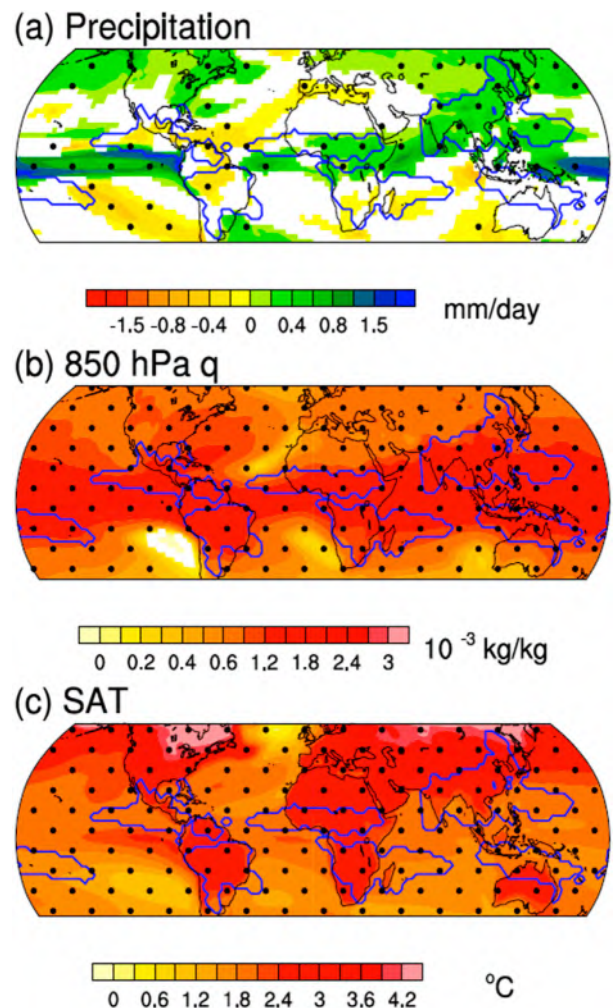 (a) Precipitation
-1.5 -0.8 -0.4 0 0.4 0.8 1.5 mm/day
(b) 850 hPa q
0 0.2 0.4 0.6 1.2 1.8 2.4 3 10 -3 kg/kg
(c) SAT
0 0.6 1.2 1.8 2.4 3 3.6 4.2 °C